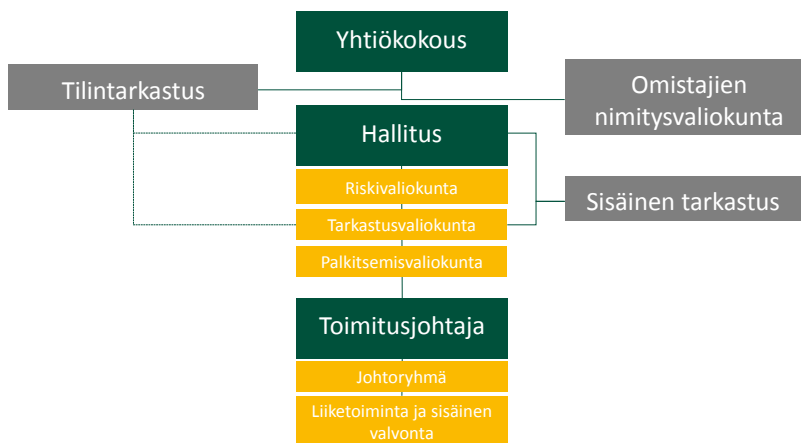 Yhtiökokous
Tilintarkastus
Omistajien
nimitysvaliokunta
Hallitus
Riskivaliokunta
Tarkastusvaliokunta
Sisäinen tarkastus
Palkitsemisvaliokunta
Toimitusjohtaja
Johtoryhmä
Liiketoiminta ja sisäinen
valvonta